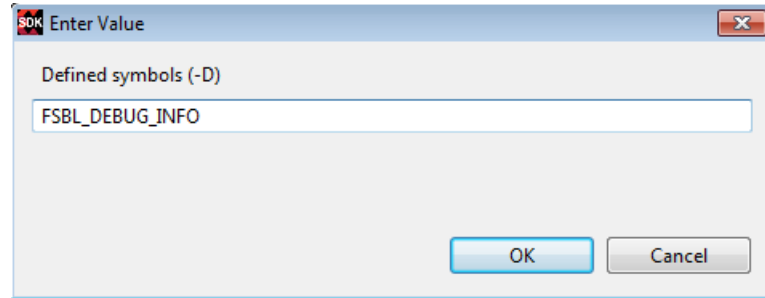 SDK Enter Value
Defined symbols (-D)
FSBL_DEBUG_INFO
OK Cancel